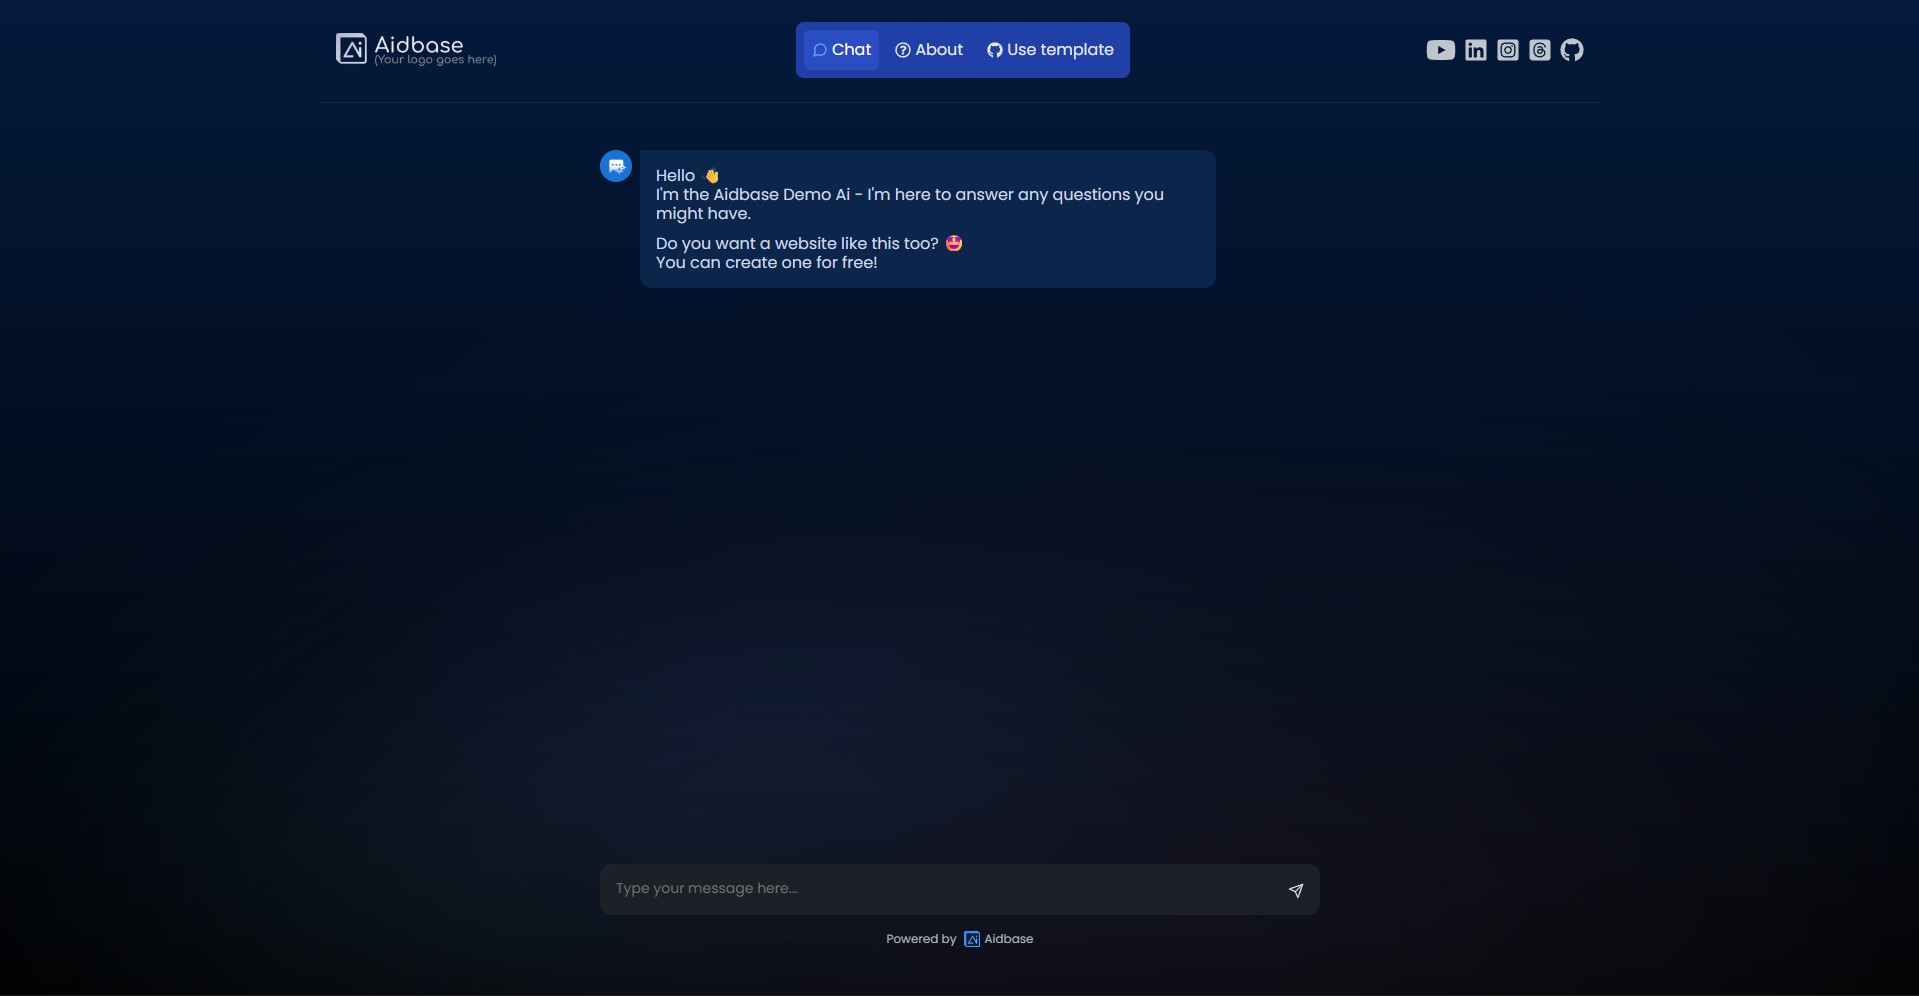 Aidbase
(Your logo goes here)
Chat
About
Use template
Hello 👋
I'm the Aidbase Demo Ai - I'm here to answer any questions you
might have.
Do you want a website like this too? 🤩
You can create one for free!
Type your message here...
Powered by Aidbase